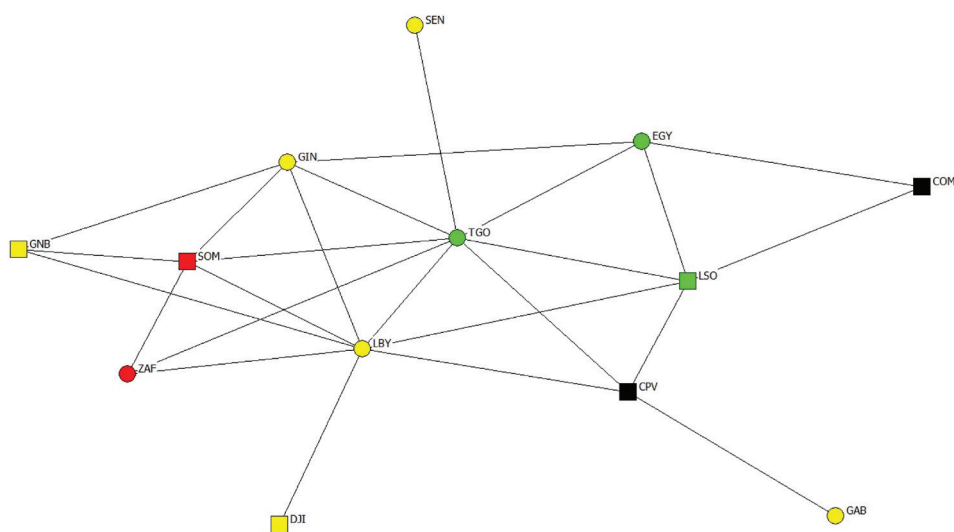 SEN
EGY
GIN
COM
TGO
GNB
SOM
LSO
LBY
ZAF
CPV
GAB
DJI